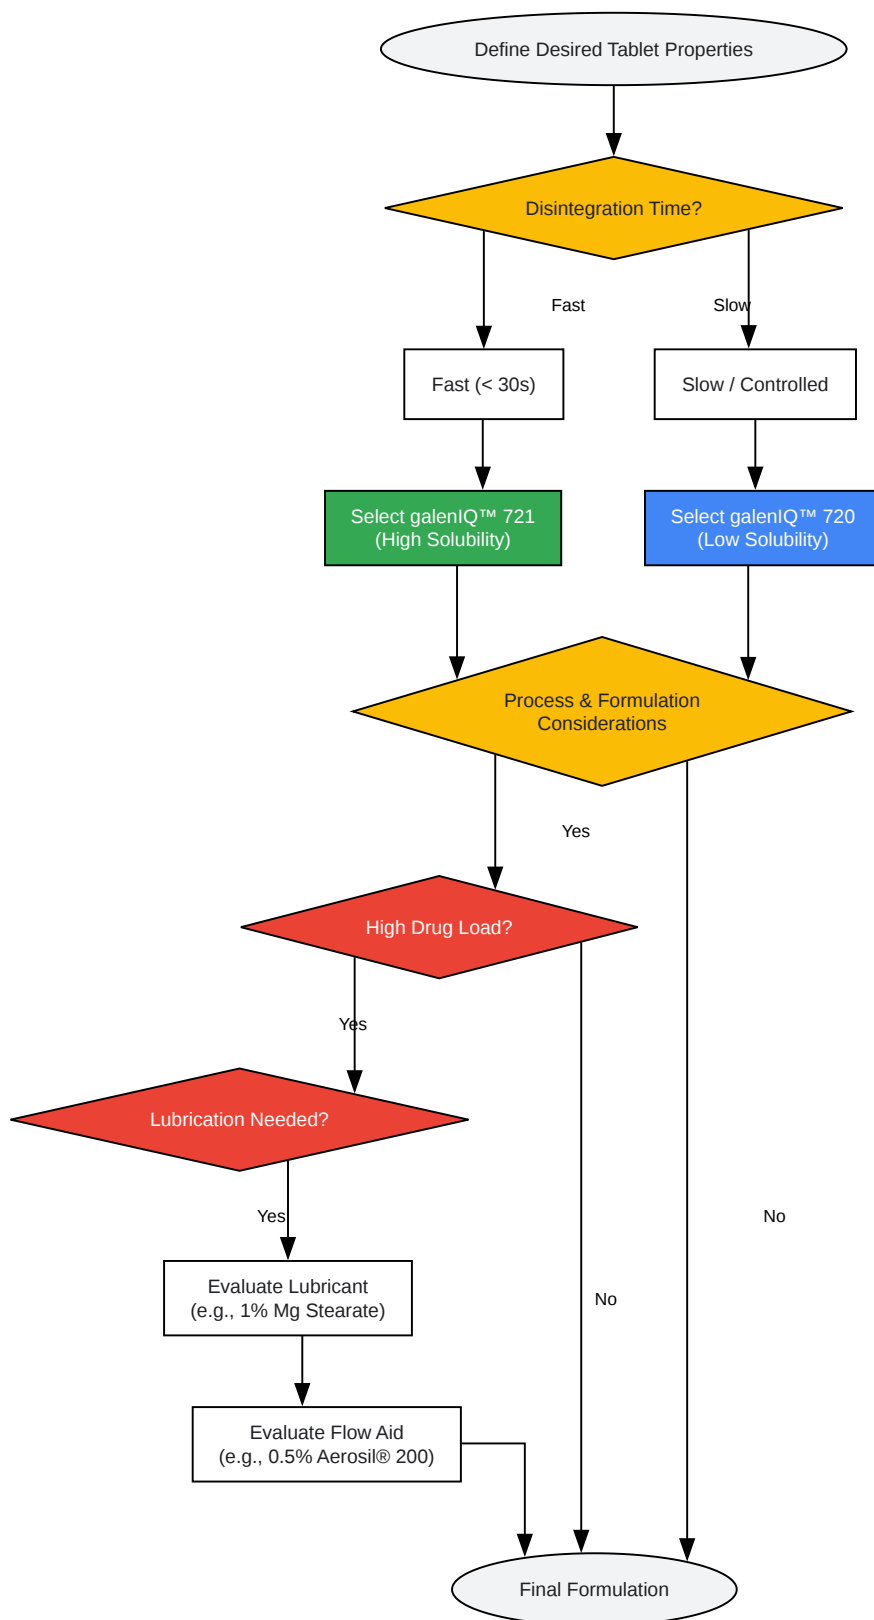 Define Desired Tablet Properties
Disintegration Time?
Fast
Slow
Fast (< 30s)
Slow / Controlled
Select galenIQ™ 721
(High Solubility)
Select galenIQ™ 720
(Low Solubility)
Process & Formulation
Considerations
Yes
High Drug Load?
Yes
Lubrication Needed?
Yes
No
Evaluate Lubricant
(e.g., 1% Mg Stearate)
No
Evaluate Flow Aid
(e.g., 0.5% Aerosil® 200)
Final Formulation